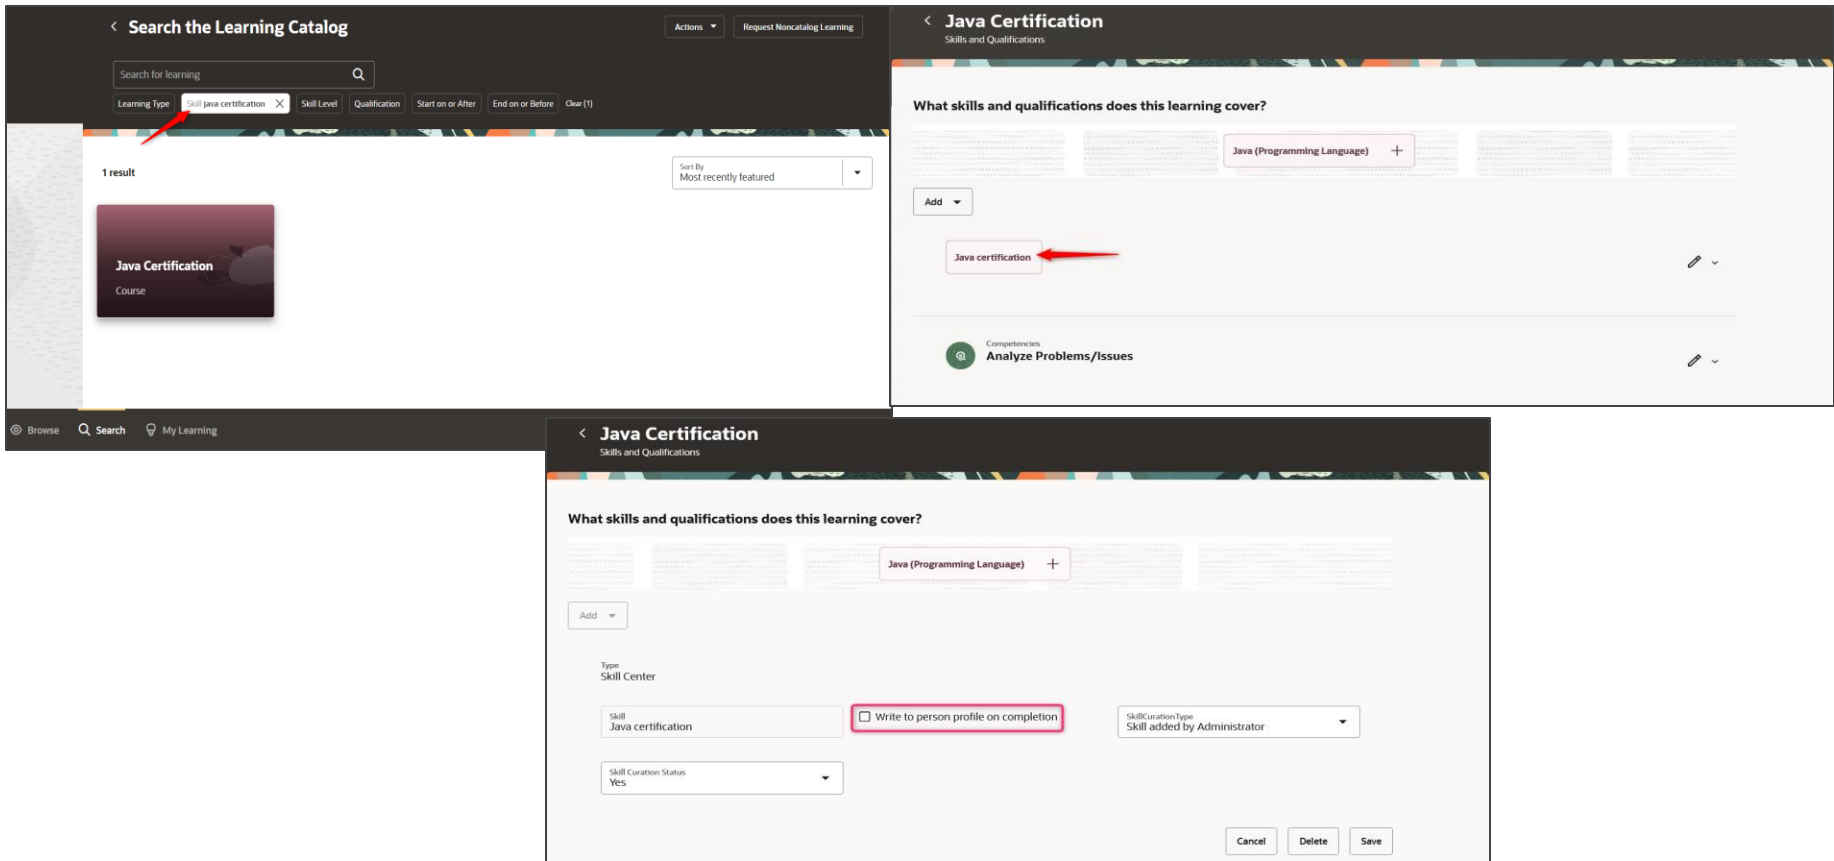 Search the Learning Catalog
Actions
Request Noncatalog Learning
Search for learning
Learning Type
Skill Java certification
Skill Level
Qualification
Start on or After
End on or Before
Clear (1)
1 result
Sort By
Most recently featured
Java Certification
Course
Browse
Search
My Learning
Java Certification
Skills and Qualifications
What skills and qualifications does this learning cover?
Java (Programming Language)
Add
Java certification
Competencies
Analyze Problems/Issues
Java Certification
Skills and Qualifications
What skills and qualifications does this learning cover?
Java (Programming Language)
Add
Type
Skill Center
Skill
Java certification
Write to person profile on completion
SkillCurationType
Skill added by Administrator
Skill Curation Status
Yes
Cancel
Delete
Save